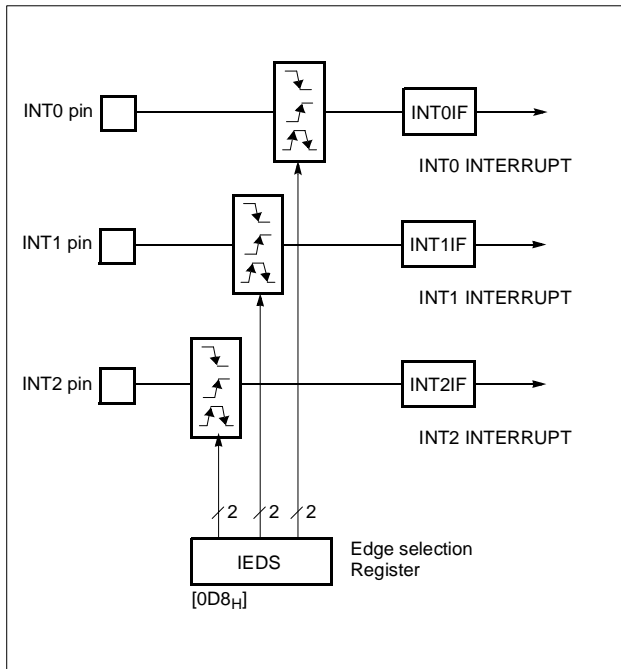 INT0 pin
INT0IF
INT0 INTERRUPT
INT1 pin
INT1IF
INT1 INTERRUPT
INT2 pin
INT2IF
INT2 INTERRUPT
2
2
2
IEDS
Edge selection
Register
[0D8H]